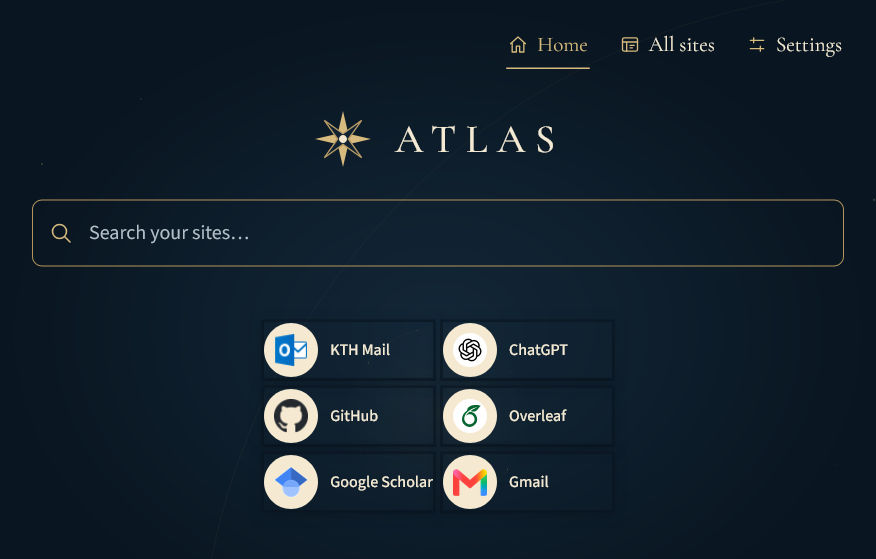 Home All sites Settings
ATLAS
Search your sites...
KTH Mail ChatGPT
GitHub Overleaf
Google Scholar Gmail